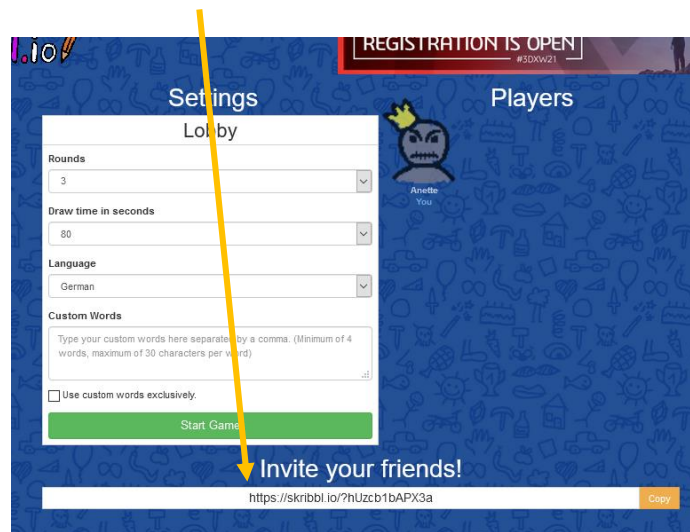 l.io
REGISTRATION IS OPEN
#3DXW21
Settings
Players
Lobby
Rounds
3
Anette
You
Draw time in seconds
80
Language
German
Custom Words
Type your custom words here separated by a comma. (Minimum of 4
words, maximum of 30 characters per word)
Use custom words exclusively.
Start Game
Invite your friends!
https://skribbl.io/?hUzcb1bAPX3a
Copy